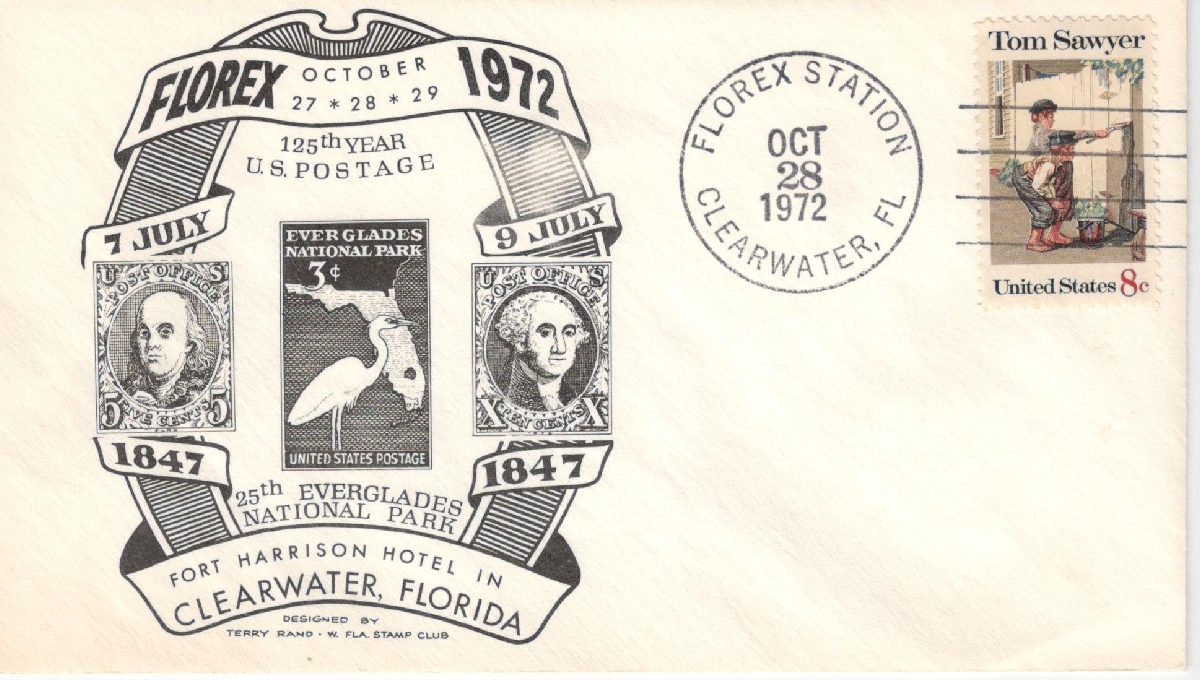 FLOREX OCTOBER 27 * 28 * 29 1972
125th YEAR
U.S. POSTAGE
7 JULY
9 JULY
U S
POST OFFICE
5 FIVE CENTS 5
1847
EVERGLADES
NATIONAL PARK
3¢
UNITED STATES POSTAGE
U S
POST OFFICE
X TEN CENTS X
1847
25th EVERGLADES
NATIONAL PARK
FORT HARRISON HOTEL IN
CLEARWATER, FLORIDA
DESIGNED BY
TERRY RAND · W. FLA. STAMP CLUB
FLOREX STATION
OCT
28
1972
CLEARWATER, FL
Tom Sawyer
United States 8c